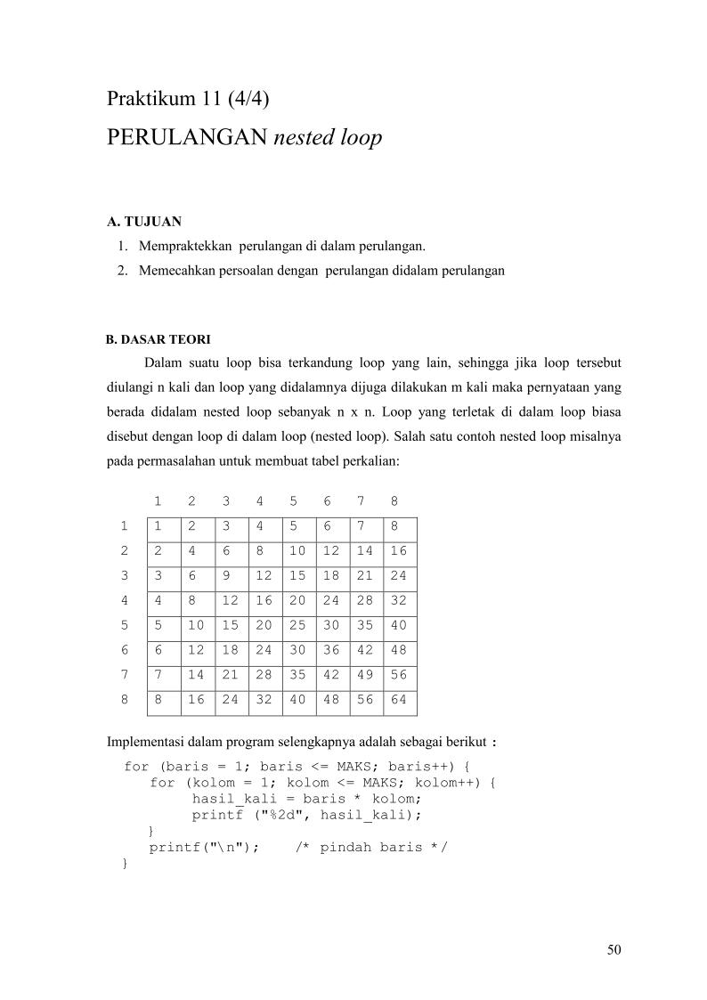 Praktikum 11 (4/4)
PERULANGAN nested loop
A. TUJUAN
1. Mempraktekkan perulangan di dalam perulangan.
2. Memecahkan persoalan dengan perulangan didalam perulangan
B. DASAR TEORI
Dalam suatu loop bisa terkandung loop yang lain, sehingga jika loop tersebut
diulangi n kali dan loop yang didalamnya dijuga dilakukan m kali maka pernyataan yang
berada didalam nested loop sebanyak n x n. Loop yang terletak di dalam loop biasa
disebut dengan loop di dalam loop (nested loop). Salah satu contoh nested loop misalnya
pada permasalahan untuk membuat tabel perkalian:
1 2 3 4 5 6 7 8
1 1 2 3 4 5 6 7 8
2 2 4 6 8 10 12 14 16
3 3 6 9 12 15 18 21 24
4 4 8 12 16 20 24 28 32
5 5 10 15 20 25 30 35 40
6 6 12 18 24 30 36 42 48
7 7 14 21 28 35 42 49 56
8 8 16 24 32 40 48 56 64
Implementasi dalam program selengkapnya adalah sebagai berikut :
for (baris = 1; baris <= MAKS; baris++) {
for (kolom = 1; kolom <= MAKS; kolom++) {
hasil_kali = baris * kolom;
printf ("%2d", hasil_kali);
}
printf("\n"); /* pindah baris */
}
50